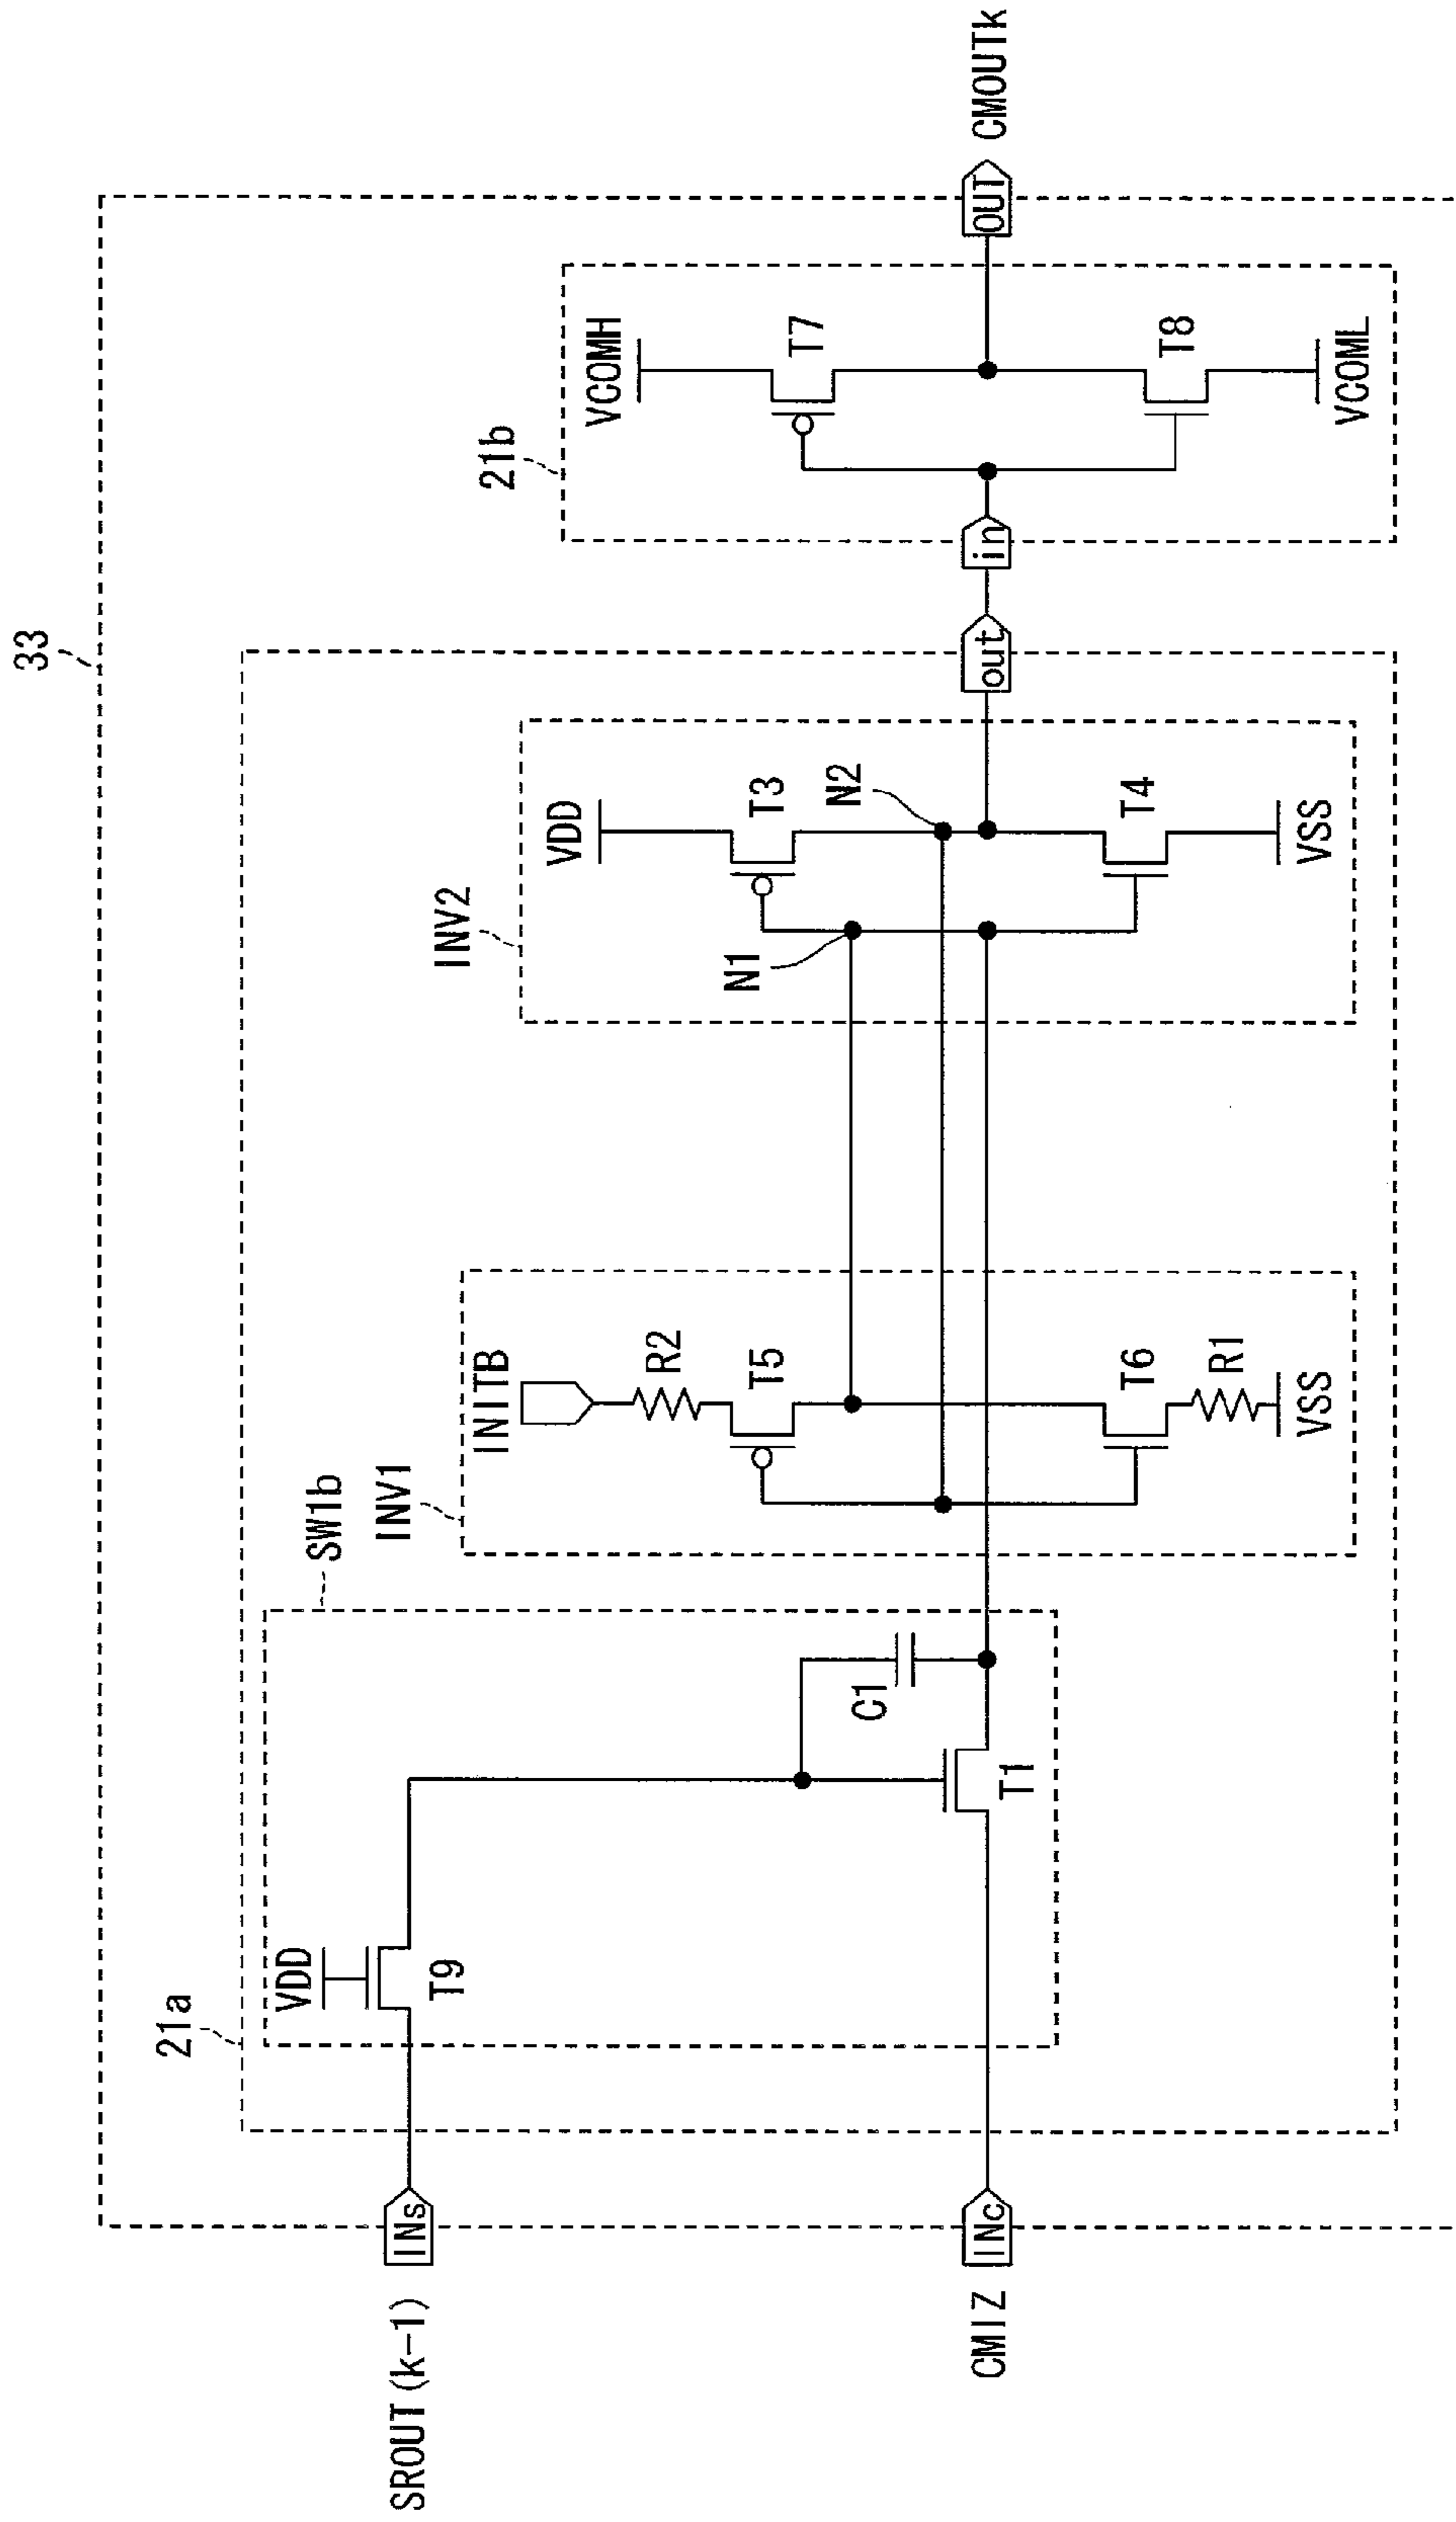 33
21a
SW1b
INV1
INV2
21b
SROUT(k-1)
INs
VDD
T9
C1
T1
CMIZ
INc
INITB
R2
T5
T6
R1
VSS
VDD
T3
N1
N2
T4
VSS
out
in
VCOMH
T7
T8
VCOML
OUT
CMOUTk